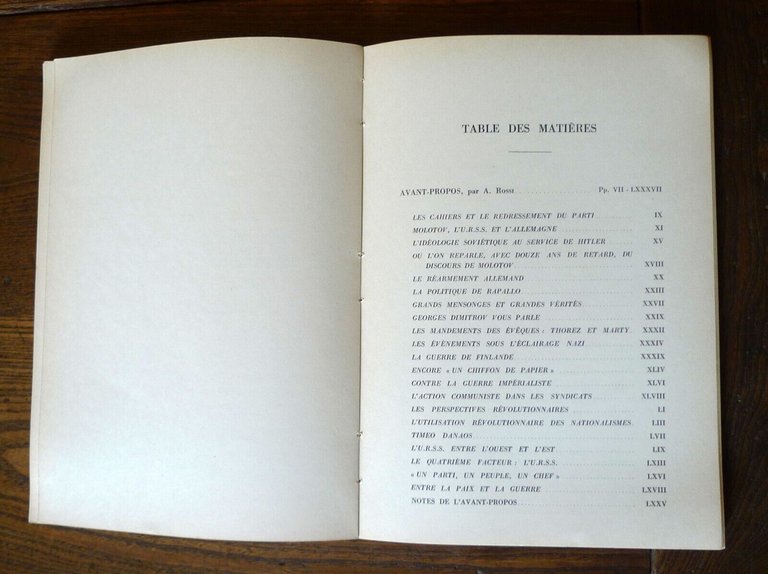 TABLE DES MATIÈRES
AVANT-PROPOS, par A. Rossi Pp. VII - LXXXVII
LES CAHIERS ET LE REDRESSEMENT DU PARTI IX
MOLOTOV, L'U.R.S.S. ET L'ALLEMAGNE XI
L'IDÉOLOGIE SOVIÉTIQUE AU SERVICE DE HITLER XV
OÙ L'ON REPARLE, AVEC DOUZE ANS DE RETARD, DU
DISCOURS DE MOLOTOV XVIII
LE RÉARMEMENT ALLEMAND XX
LA POLITIQUE DE RAPALLO XXIII
GRANDS MENSONGES ET GRANDES VÉRITÉS XXVII
GEORGES DIMITROV VOUS PARLE XXIX
LES MANDEMENTS DES ÉVÊQUES : THOREZ ET MARTY XXXII
LES ÉVÈNEMENTS SOUS L'ÉCLAIRAGE NAZI XXXIV
LA GUERRE DE FINLANDE XXXIX
ENCORE « UN CHIFFON DE PAPIER » XLIV
CONTRE LA GUERRE IMPÉRIALISTE XLVI
L'ACTION COMMUNISTE DANS LES SYNDICATS XLVIII
LES PERSPECTIVES RÉVOLUTIONNAIRES LI
L'UTILISATION RÉVOLUTIONNAIRE DES NATIONALISMES LIII
TIMEO DANAOS LVII
L'U.R.S.S. ENTRE L'OUEST ET L'EST LIX
LE QUATRIÈME FACTEUR : L'U.R.S.S. LXIII
« UN PARTI, UN PEUPLE, UN CHEF » LXVI
ENTRE LA PAIX ET LA GUERRE LXVIII
NOTES DE L'AVANT-PROPOS LXXV